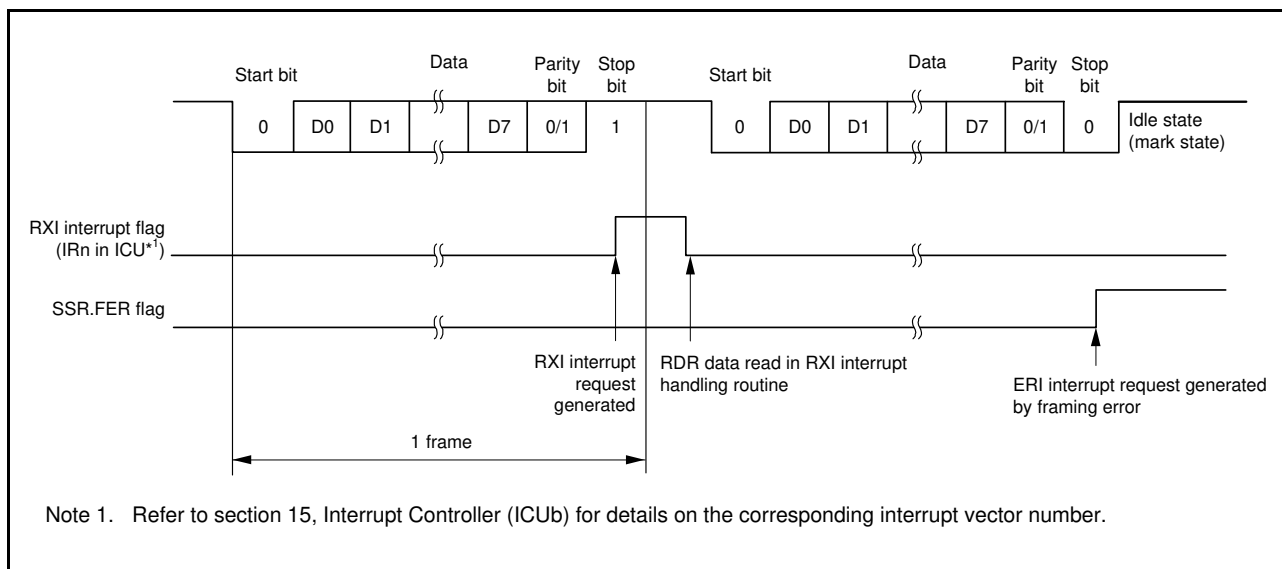 Start bit
Data
Parity bit
Stop bit
Start bit
Data
Parity bit
Stop bit
0 D0 D1 D7 0/1 1 0 D0 D1 D7 0/1 0
Idle state
(mark state)
RXI interrupt flag
(IRn in ICU*1)
SSR.FER flag
RXI interrupt
request
generated
RDR data read in RXI interrupt
handling routine
ERI interrupt request generated
by framing error
1 frame
Note 1. Refer to section 15, Interrupt Controller (ICUb) for details on the corresponding interrupt vector number.